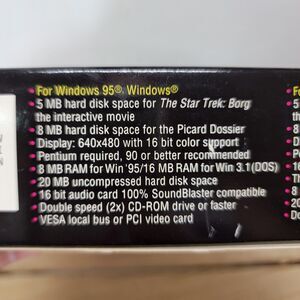 • For Windows 95® Windows®
• 5 MB hard disk space for The Star Trek: Borg
the interactive movie
• 8 MB hard disk space for the Picard Dossier
• Display: 640x480 with 16 bit color support
• Pentium required, 90 or better recommended
• 8 MB RAM for Win '95/16 MB RAM for Win 3.1(DOS)
• 20 MB uncompressed hard disk space
• 16 bit audio card 100% SoundBlaster compatible
• Double speed (2x) CD-ROM drive or faster
• VESA local bus or PCI video card